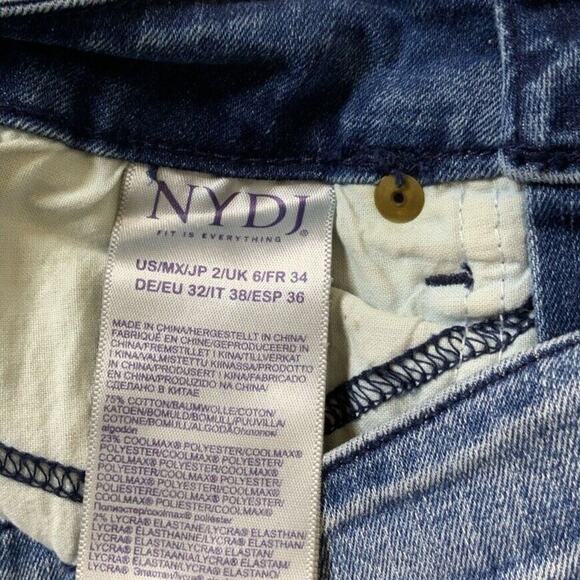 NYDJ®
FIT IS EVERYTHING
US/MX/JP 2/UK 6/FR 34
DE/EU 32/IT 38/ESP 36
MADE IN CHINA/HERGESTELLT IN CHINA/
FABRIQUÉ EN CHINE/GEPRODUCEERD IN
CHINA/FREMSTILLET I KINA/TILLVERKAT
I KINA/VALMISTETTU KIINASSA/PRODOTTO
IN CHINA/PRODUSERT I KINA/FABRICADO
EN CHINA/PRODUZIDO NA CHINA/
СДЕЛАНО В КИТАЕ
75% COTTON/BAUMWOLLE/COTON/
KATOEN/BOMULD/BOMULL/PUUVILLA/
COTONE/BOMULL/ALGODÓN/ALGODÃO/хлопок/
algodón
23% COOLMAX® POLYESTER/COOLMAX®
POLYESTER/COOLMAX® POLYESTER/
COOLMAX® POLYESTER/COOLMAX®
POLYESTER/COOLMAX® POLYESTER/
COOLMAX® POLYESTERI/COOLMAX®
POLIESTERE/COOLMAX® POLYESTER/
COOLMAX® POLIÉSTER/COOLMAX®
Полиэстер/coolmax® poliéster
2% LYCRA® ELASTANE/LYCRA® ELASTHAN/
LYCRA® ELASTHANNE/LYCRA® ELASTHAN/
LYCRA® ELASTAN/LYCRA® ELASTAN/
LYCRA® ELASTAANI/LYCRA®